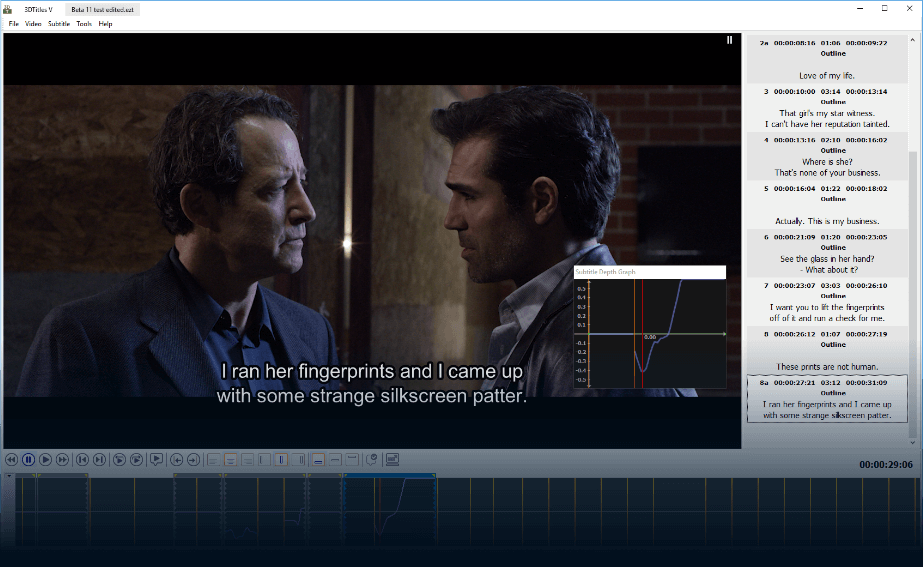 3DTitles V
Beta 11 test edited.ezt
File Video Subtitle Tools Help
I ran her fingerprints and I came up
with some strange silkscreen patter.
Subtitle Depth Graph
0.5
0.4
0.3
0.2
0.1
0.00
-0.1
-0.2
-0.3
-0.4
-0.5
2a 00:00:08:16 01:06 00:00:09:22
Outline
Love of my life.
3 00:00:10:00 03:14 00:00:13:14
Outline
That girl's my star witness.
I can't have her reputation tainted.
4 00:00:13:16 02:10 00:00:16:02
Outline
Where is she?
That's none of your business.
5 00:00:16:04 01:22 00:00:18:02
Outline
Actually. This is my business.
6 00:00:21:09 01:20 00:00:23:05
Outline
See the glass in her hand?
- What about it?
7 00:00:23:07 03:03 00:00:26:10
Outline
I want you to lift the fingerprints
off of it and run a check for me.
8 00:00:26:12 01:07 00:00:27:19
Outline
These prints are not human.
8a 00:00:27:21 03:12 00:00:31:09
Outline
I ran her fingerprints and I came up
with some strange silkscreen patter.
00:00:29:06